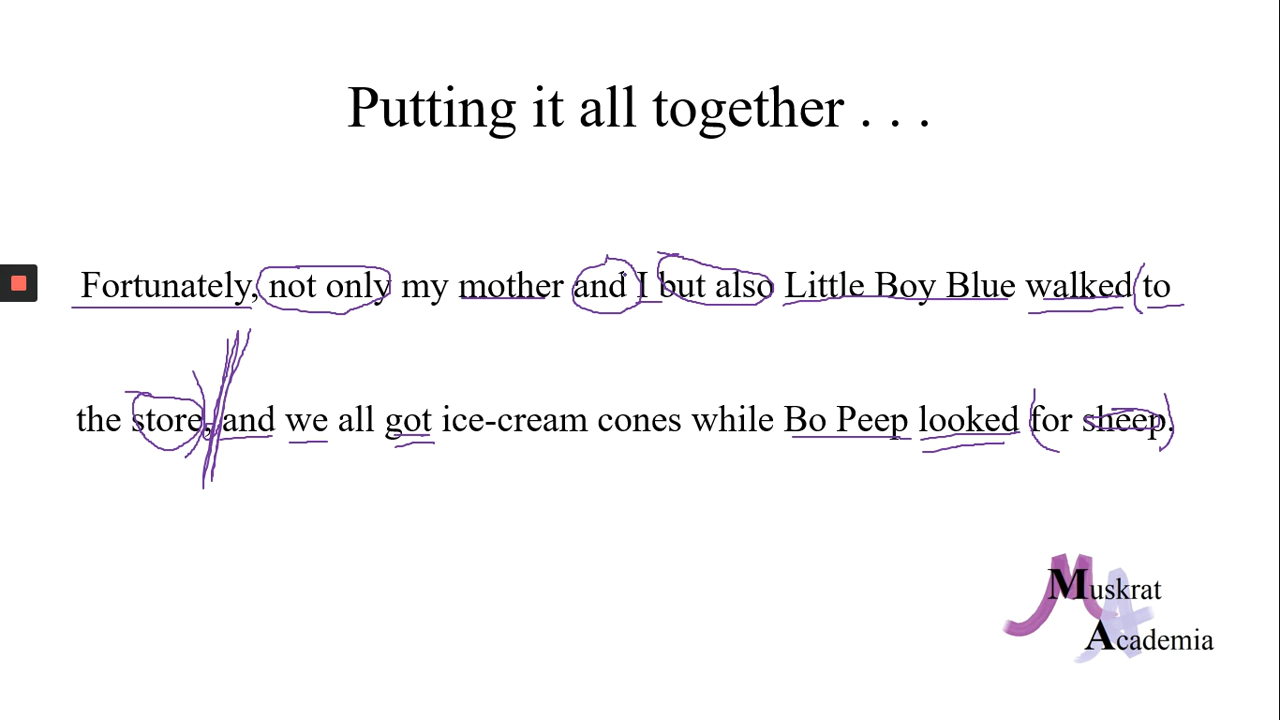 Putting it all together . . .
Fortunately, not only my mother and I but also Little Boy Blue walked to
the store, and we all got ice-cream cones while Bo Peep looked for sheep.
Muskrat
Academia